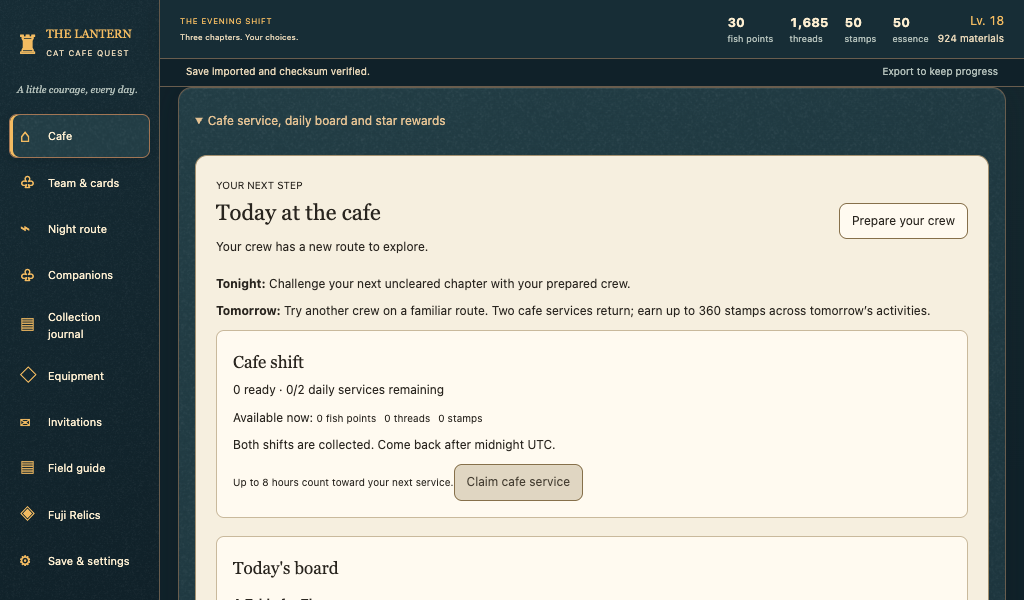 THE LANTERN
CAT CAFE QUEST
A little courage, every day.
Cafe
Team & cards
Night route
Companions
Collection
journal
Equipment
Invitations
Field guide
Fuji Relics
Save & settings
THE EVENING SHIFT
Three chapters. Your choices.
30 fish points
1,685 threads
50 stamps
50 essence
Lv. 18
924 materials
Save imported and checksum verified.
Export to keep progress
Cafe service, daily board and star rewards
YOUR NEXT STEP
Today at the cafe
Your crew has a new route to explore.
Prepare your crew
Tonight: Challenge your next uncleared chapter with your prepared crew.
Tomorrow: Try another crew on a familiar route. Two cafe services return; earn up to 360 stamps across tomorrow's activities.
Cafe shift
0 ready · 0/2 daily services remaining
Available now: 0 fish points 0 threads 0 stamps
Both shifts are collected. Come back after midnight UTC.
Up to 8 hours count toward your next service.
Claim cafe service
Today's board